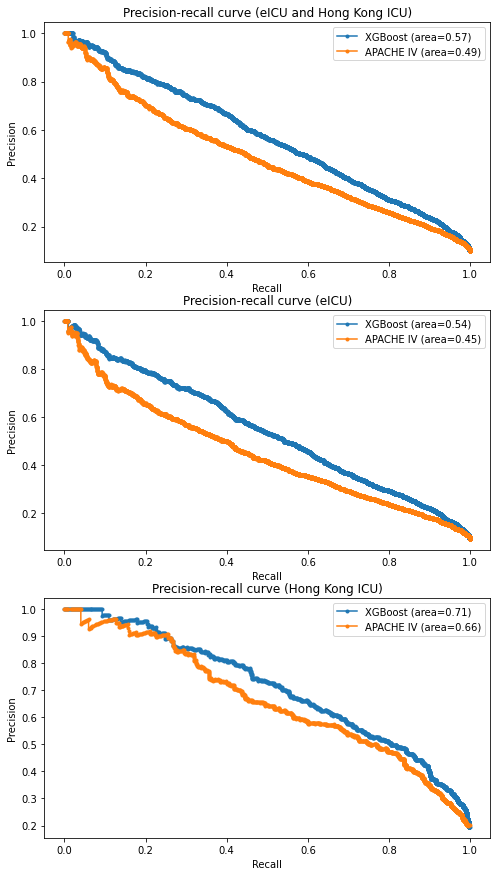 Precision-recall curve (eICU and Hong Kong ICU)
XGBoost (area=0.57)
APACHE IV (area=0.49)
1.0
0.8
0.6
0.4
0.2
Precision
0.0 0.2 0.4 0.6 0.8 1.0
Recall
Precision-recall curve (eICU)
XGBoost (area=0.54)
APACHE IV (area=0.45)
1.0
0.8
0.6
0.4
0.2
Precision
0.0 0.2 0.4 0.6 0.8 1.0
Recall
Precision-recall curve (Hong Kong ICU)
XGBoost (area=0.71)
APACHE IV (area=0.66)
1.0
0.9
0.8
0.7
0.6
0.5
0.4
0.3
0.2
Precision
0.0 0.2 0.4 0.6 0.8 1.0
Recall